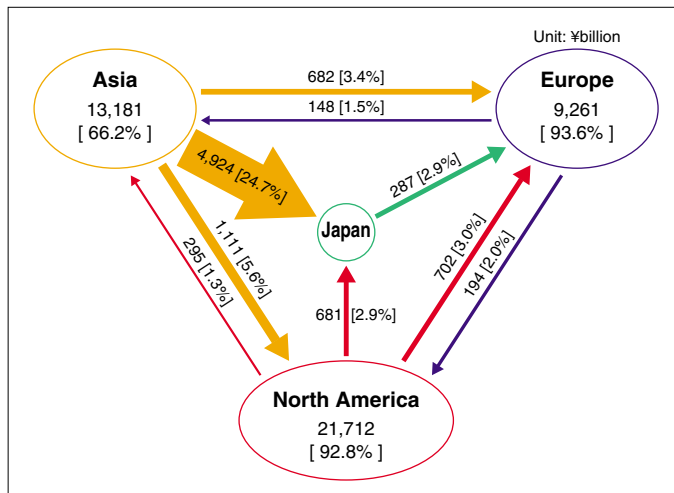 Unit: ¥billion
Asia
13,181
[ 66.2% ]
682 [3.4%]
148 [1.5%]
Europe
9,261
[ 93.6% ]
4,924 [24.7%]
287 [2.9%]
Japan
1,111 [5.6%]
295 [1.3%]
681 [2.9%]
702 [3.0%]
194 [2.0%]
North America
21,712
[ 92.8% ]